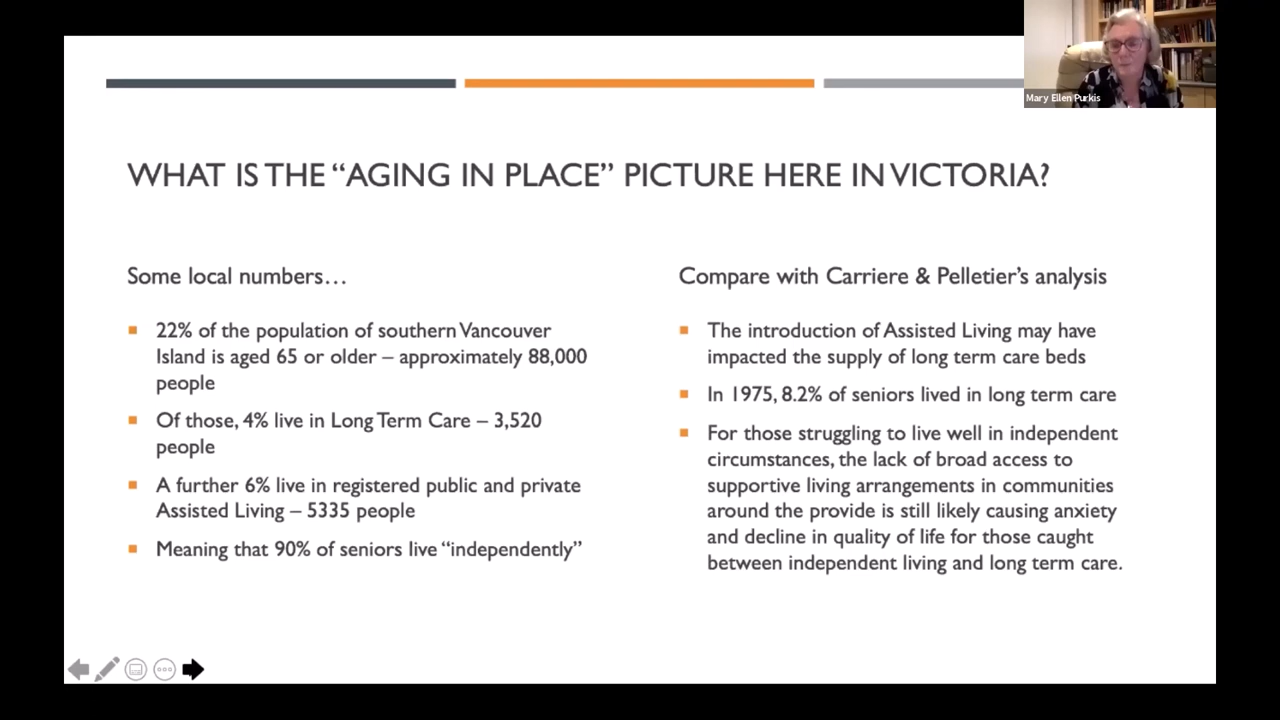 Mary Ellen Purkis
WHAT IS THE “AGING IN PLACE” PICTURE HERE IN VICTORIA?
Some local numbers…
22% of the population of southern Vancouver
Island is aged 65 or older – approximately 88,000
people
Of those, 4% live in Long Term Care – 3,520
people
A further 6% live in registered public and private
Assisted Living – 5335 people
Meaning that 90% of seniors live “independently”
Compare with Carriere & Pelletier’s analysis
The introduction of Assisted Living may have
impacted the supply of long term care beds
In 1975, 8.2% of seniors lived in long term care
For those struggling to live well in independent
circumstances, the lack of broad access to
supportive living arrangements in communities
around the provide is still likely causing anxiety
and decline in quality of life for those caught
between independent living and long term care.